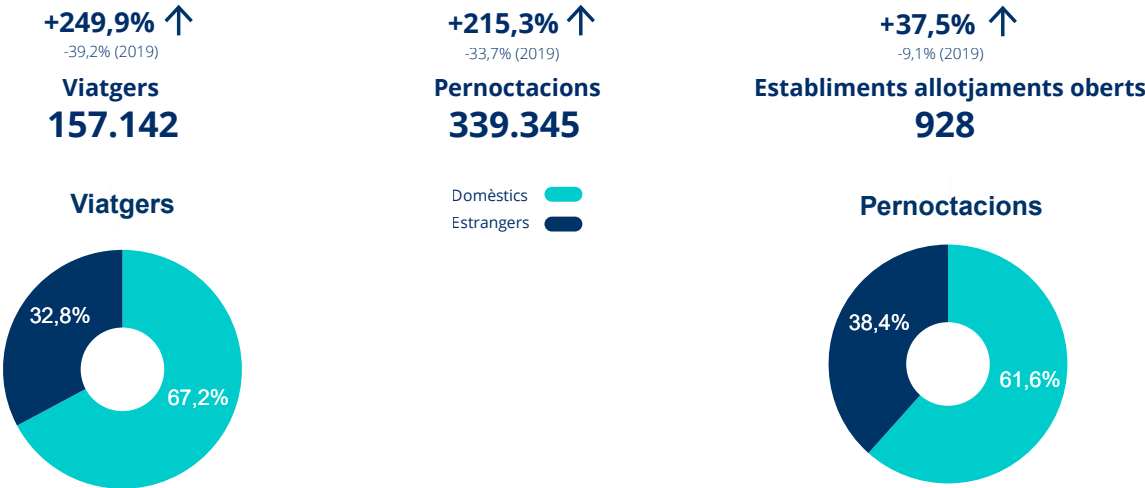 +249,9%
-39,2% (2019)
Viatgers
157.142
+215,3%
-33,7% (2019)
Pernoctacions
339.345
+37,5%
-9,1% (2019)
Establiments allotjaments oberts
928
Viatgers
32,8%
67,2%
Domèstics
Estrangers
Pernoctacions
38,4%
61,6%